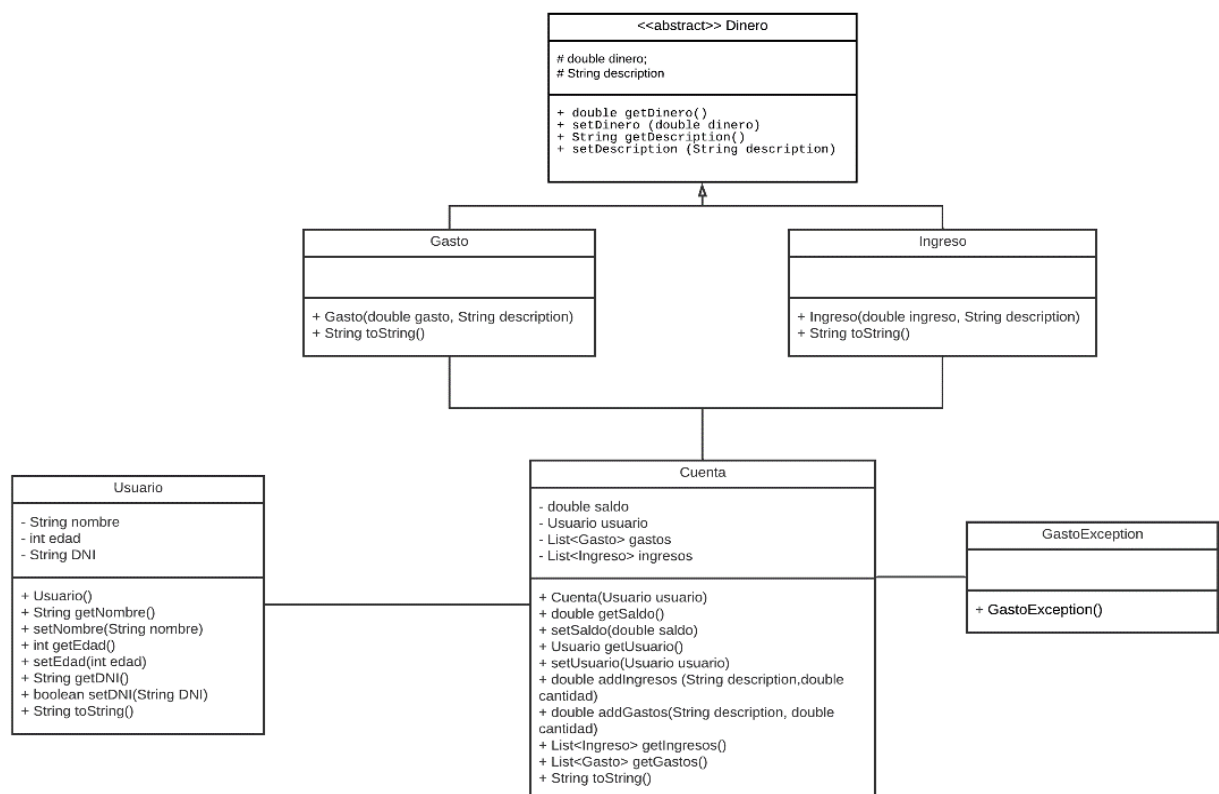 <<abstract>> Dinero
# double dinero;
# String description
+ double getDinero()
+ setDinero (double dinero)
+ String getDescription()
+ setDescription (String description)
Gasto
+ Gasto(double gasto, String description)
+ String toString()
Ingreso
+ Ingreso(double ingreso, String description)
+ String toString()
Usuario
- String nombre
- int edad
- String DNI
+ Usuario()
+ String getNombre()
+ setNombre(String nombre)
+ int getEdad()
+ setEdad(int edad)
+ String getDNI()
+ boolean setDNI(String DNI)
+ String toString()
Cuenta
- double saldo
- Usuario usuario
- List<Gasto> gastos
- List<Ingreso> ingresos
+ Cuenta(Usuario usuario)
+ double getSaldo()
+ setSaldo(double saldo)
+ Usuario getUsuario()
+ setUsuario(Usuario usuario)
+ double addIngresos (String description,double
cantidad)
+ double addGastos(String description, double
cantidad)
+ List<Ingreso> getIngresos()
+ List<Gasto> getGastos()
+ String toString()
GastoException
+ GastoException()